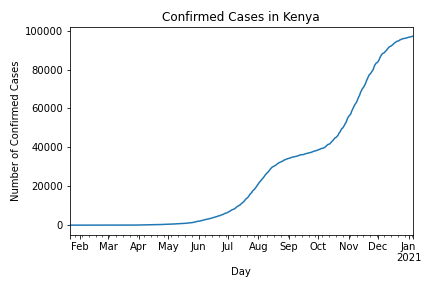 Confirmed Cases in Kenya
100000
80000
60000
40000
20000
0
Number of Confirmed Cases
Feb Mar Apr May Jun Jul Aug Sep Oct Nov Dec Jan
2021
Day